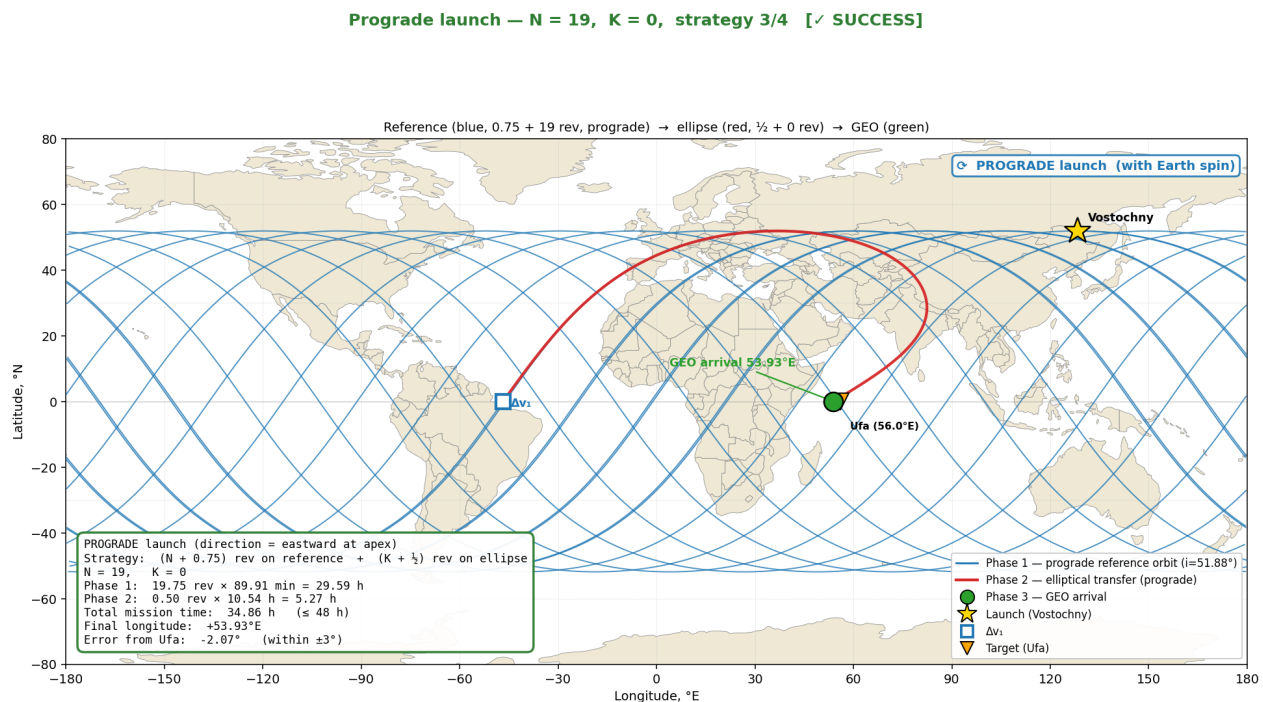 Prograde launch — N = 19,  K = 0,  strategy 3/4   [✓ SUCCESS]
Reference (blue, 0.75 + 19 rev, prograde)  →  ellipse (red, ½ + 0 rev)  →  GEO (green)
⟳  PROGRADE launch  (with Earth spin)
Vostochny
GEO arrival 53.93°E
Δv₁
Ufa (56.0°E)
PROGRADE launch (direction = eastward at apex)
Strategy:  (N + 0.75) rev on reference  +  (K + ½) rev on ellipse
N = 19,   K = 0
Phase 1:  19.75 rev × 89.91 min = 29.59 h
Phase 2:  0.50 rev × 10.54 h = 5.27 h
Total mission time:  34.86 h   (≤ 48 h)
Final longitude:  +53.93°E
Error from Ufa:  -2.07°   (within ±3°)
Phase 1 — prograde reference orbit (i=51.88°)
Phase 2 — elliptical transfer (prograde)
Phase 3 — GEO arrival
Launch (Vostochny)
Δv₁
Target (Ufa)
80
60
40
20
0
−20
−40
−60
−80
Latitude, °N
−180
−150
−120
−90
−60
−30
0
30
60
90
120
150
180
Longitude, °E